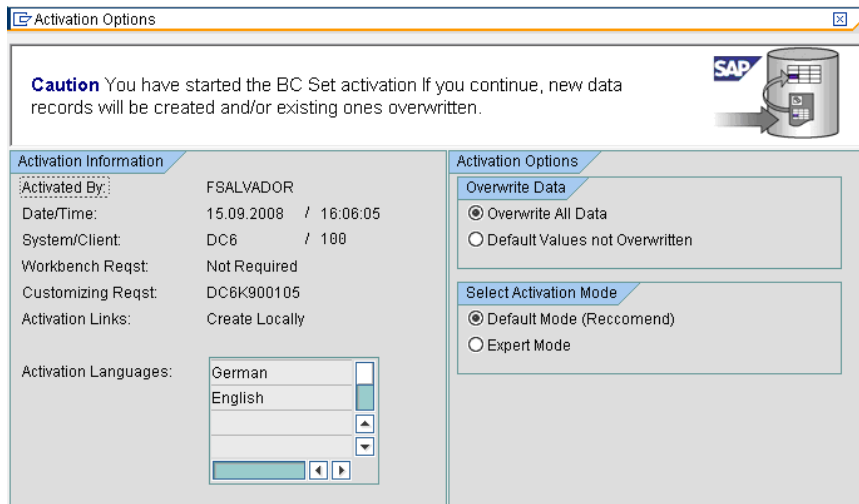 Activation Options
Caution You have started the BC Set activation If you continue, new data
records will be created and/or existing ones overwritten.
SAP
Activation Information
Activated By: FSALVADOR
Date/Time: 15.09.2008 / 16:06:05
System/Client: DC6 / 100
Workbench Reqst: Not Required
Customizing Reqst: DC6K900105
Activation Links: Create Locally
Activation Languages: German
English
Activation Options
Overwrite Data
Overwrite All Data
Default Values not Overwritten
Select Activation Mode
Default Mode (Reccomend)
Expert Mode